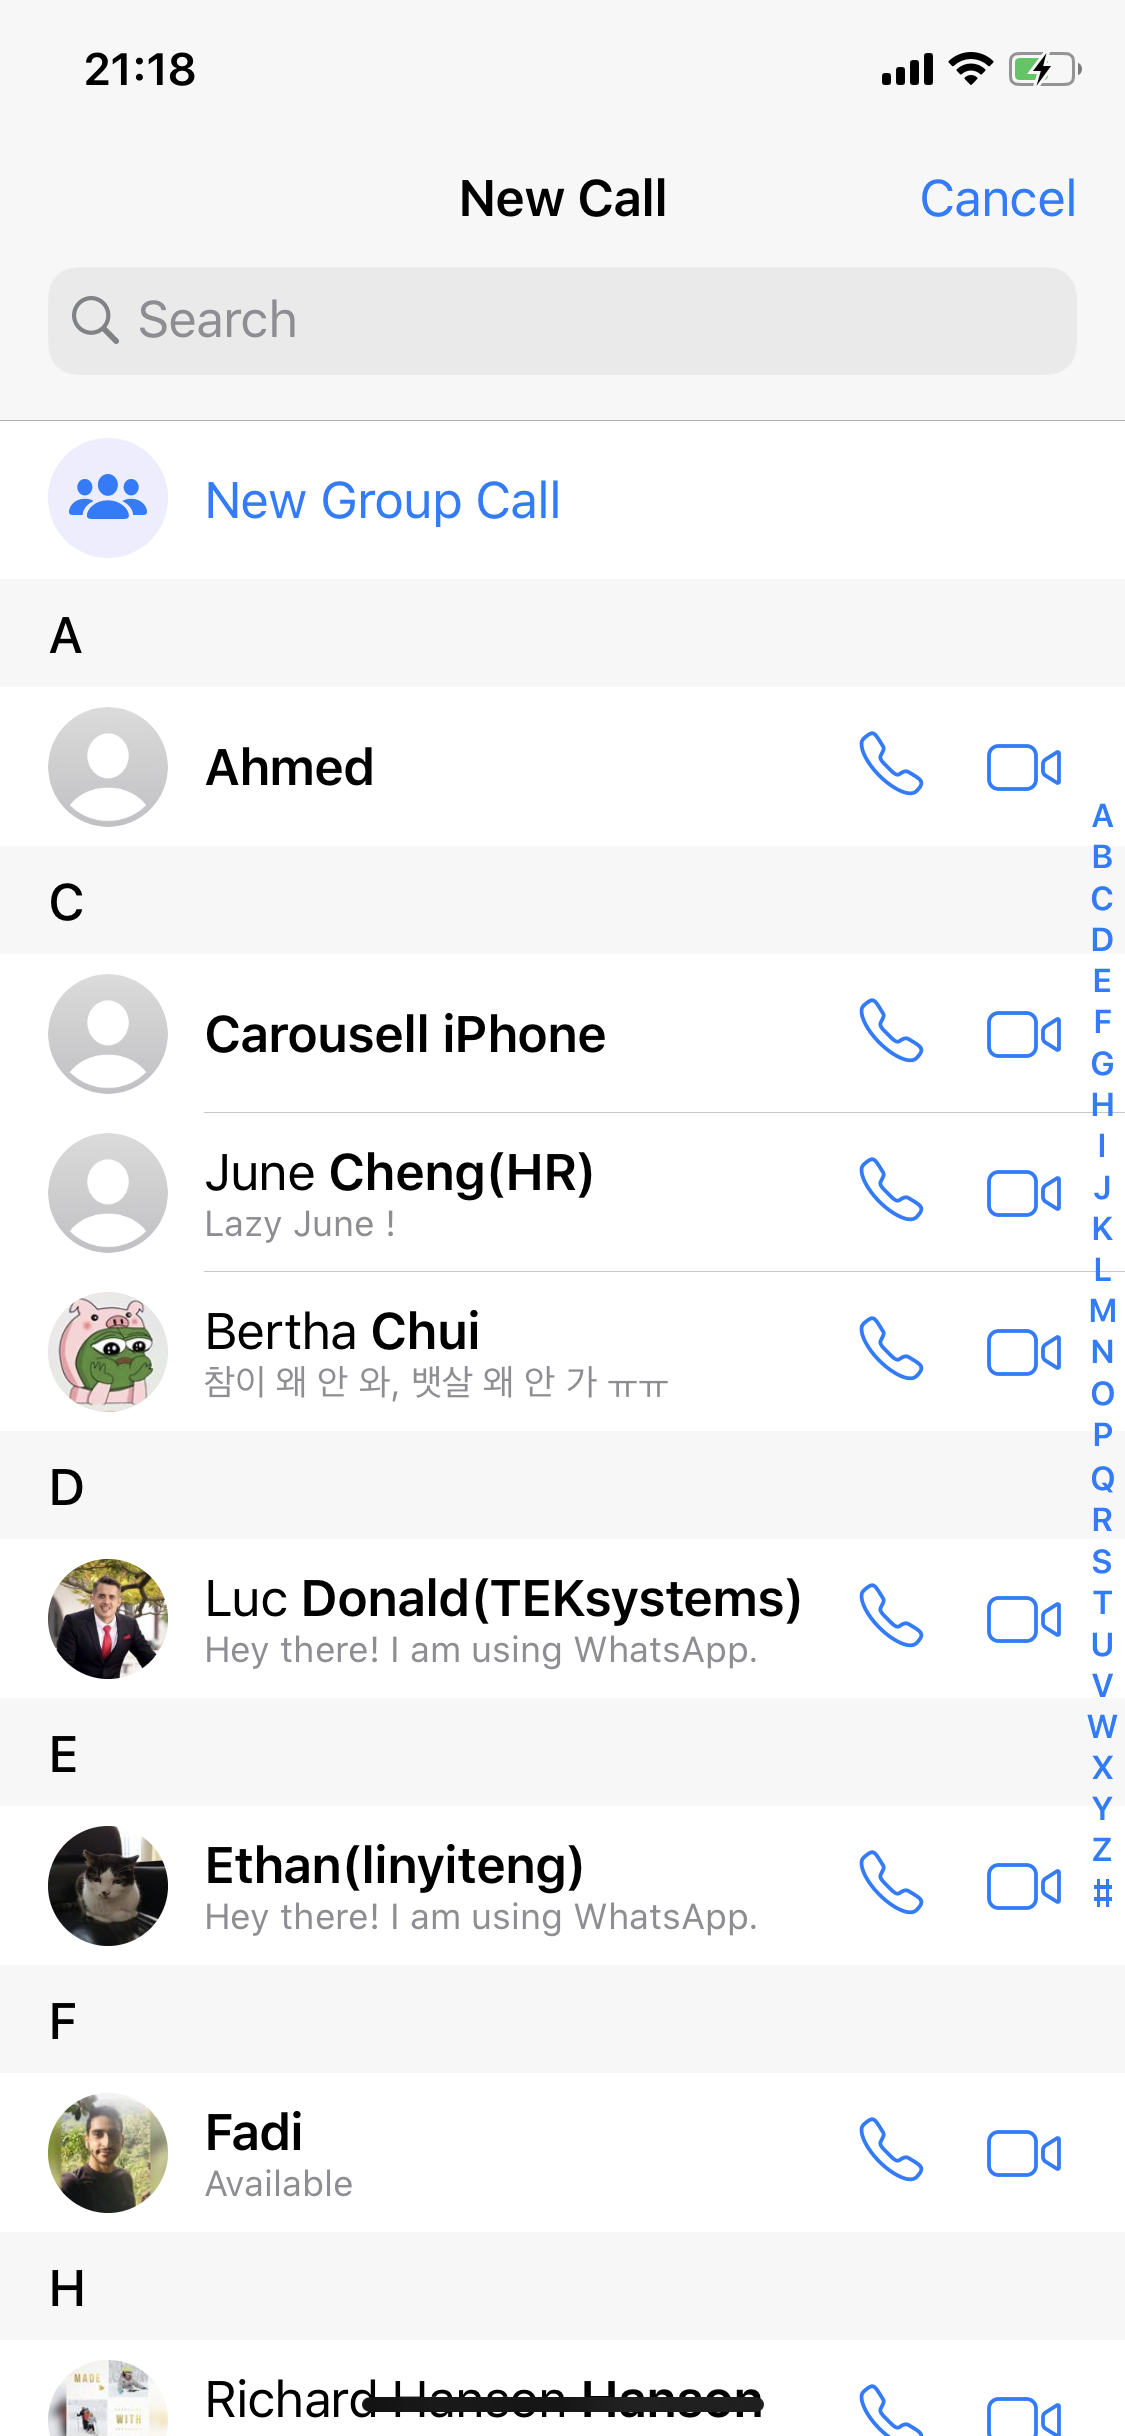 21:18
New Call
Cancel
Search
New Group Call
A
Ahmed
C
Carousell iPhone
June Cheng(HR)
Lazy June !
Bertha Chui
참이 왜 안 와, 뱃살 왜 안 가 ㅠㅠ
D
Luc Donald(TEKsystems)
Hey there! I am using WhatsApp.
E
Ethan(linyiteng)
Hey there! I am using WhatsApp.
F
Fadi
Available
H
Richard Hanson Hanson
MADE
WITH
A
B
C
D
E
F
G
H
I
J
K
L
M
N
O
P
Q
R
S
T
U
V
W
X
Y
Z
#